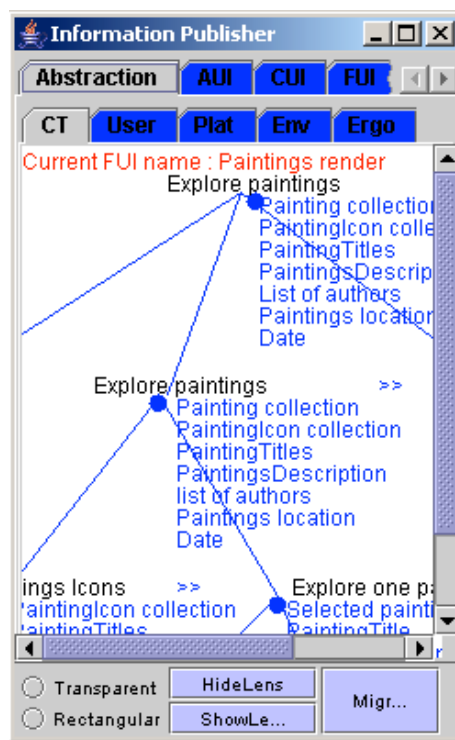 Information Publisher
Abstraction AUI CUI FUI
CT User Plat Env Ergo
Current FUI name : Paintings render
Explore paintings
Painting collection
PaintingIcon colle
PaintingTitles
PaintingsDescrip
List of authors
Paintings location
Date
Explore paintings >>
Painting collection
PaintingIcon collection
PaintingTitles
PaintingsDescription
list of authors
Paintings location
Date
ings Icons >> Explore one pa
aintingIcon collection Selected painti
aintingTitles PaintingTitle
Transparent HideLens Migr...
Rectangular ShowLe...